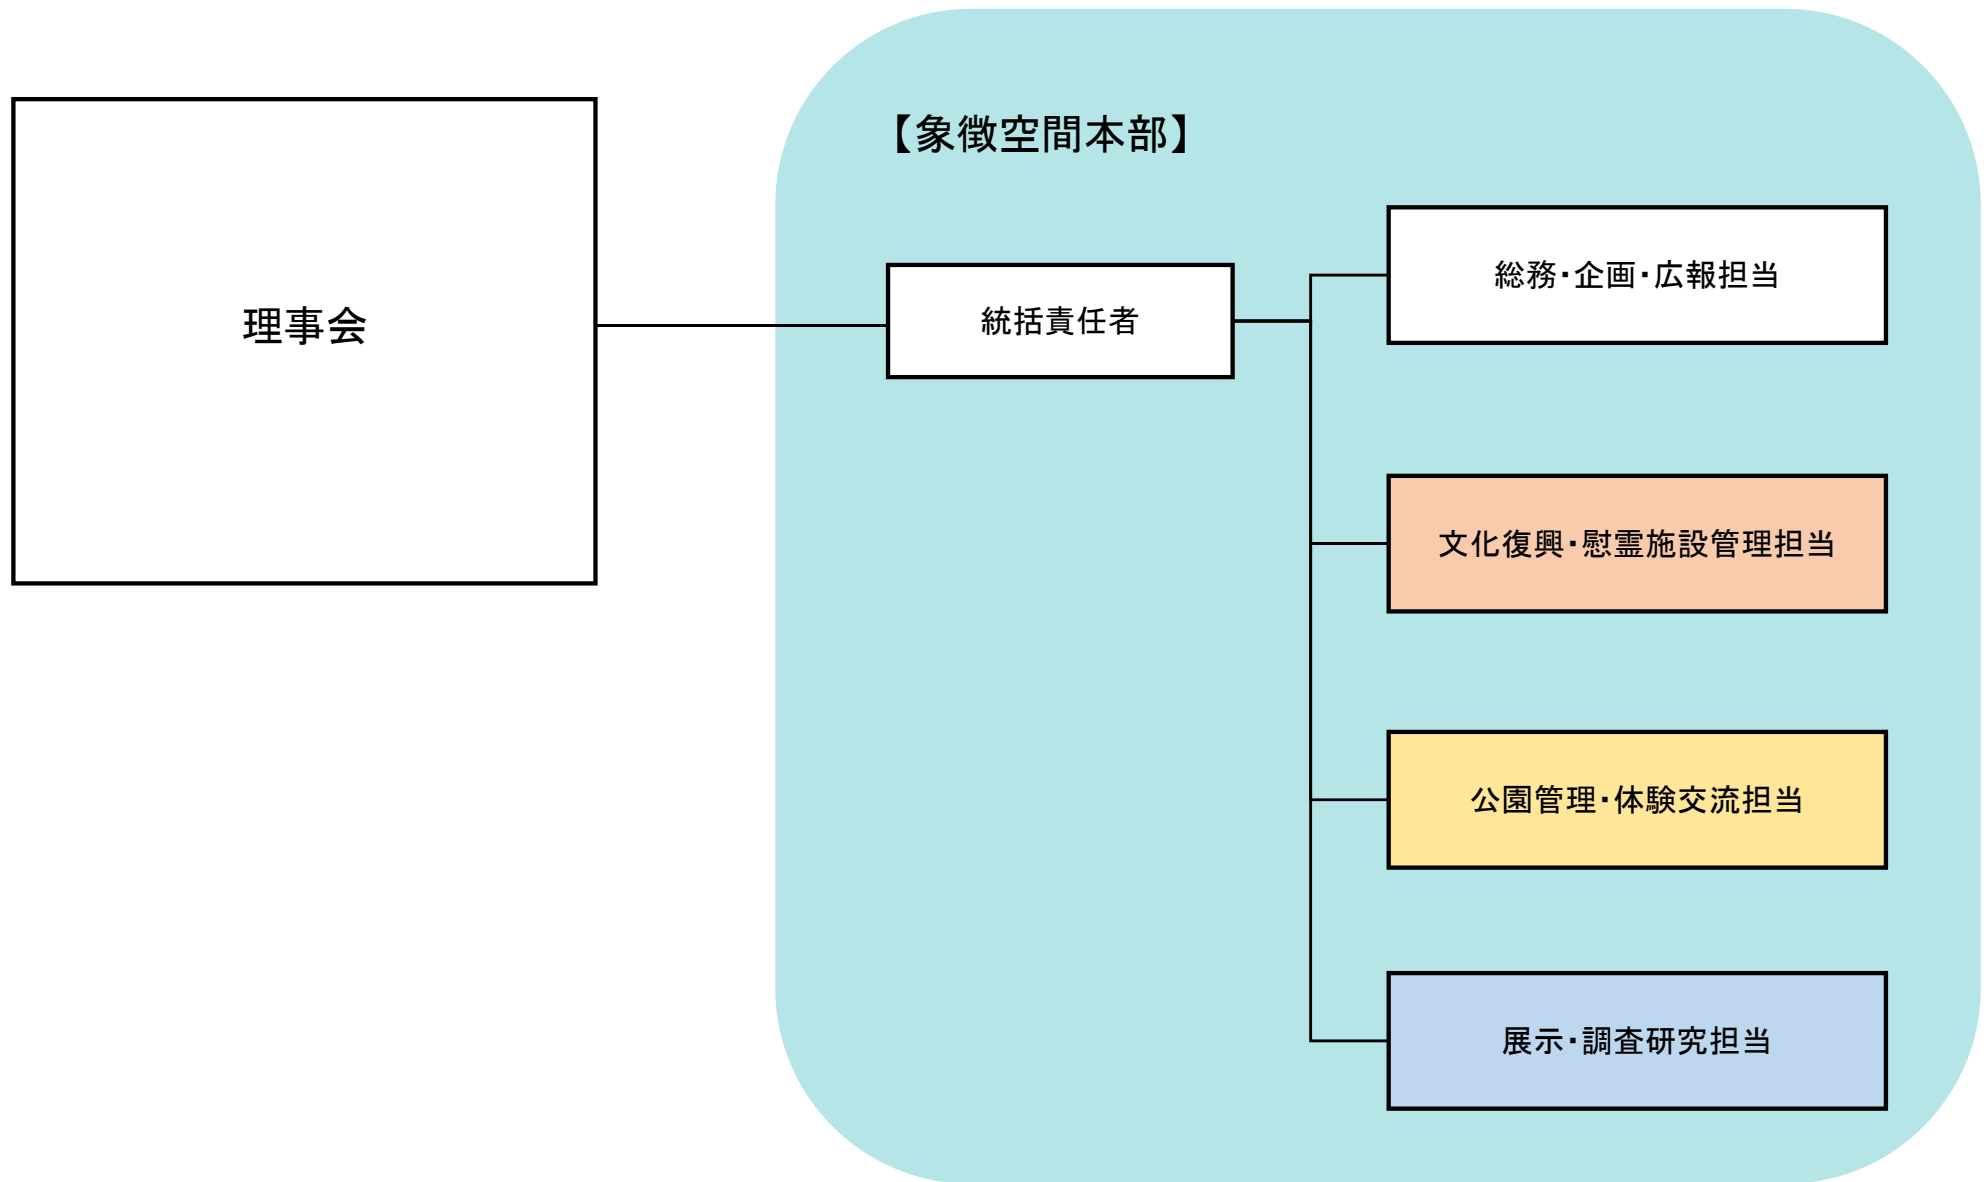 【象徴空間本部】
理事会
統括責任者
総務・企画・広報担当
文化復興・慰霊施設管理担当
公園管理・体験交流担当
展示・調査研究担当